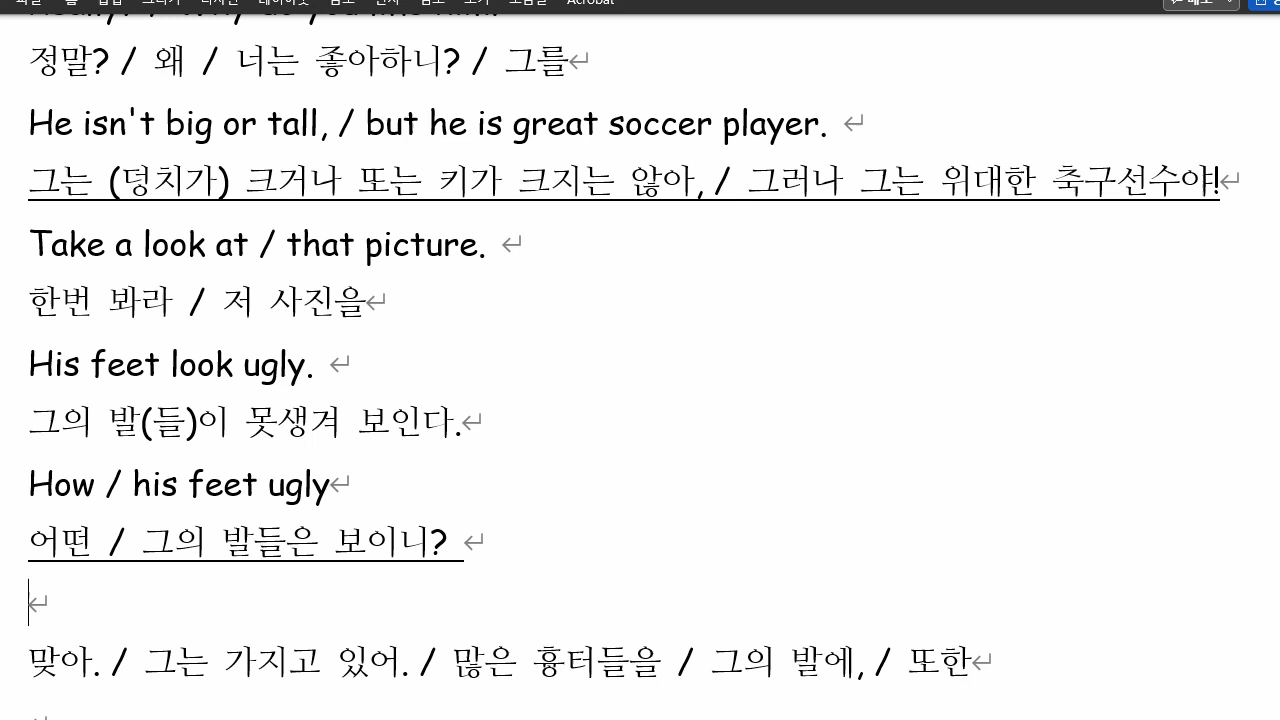 정말? / 왜 / 너는 좋아하니? / 그를
He isn't big or tall, / but he is great soccer player.
그는 (덩치가) 크거나 또는 키가 크지는 않아, / 그러나 그는 위대한 축구선수야!
Take a look at / that picture.
한번 봐라 / 저 사진을
His feet look ugly.
그의 발(들)이 못생겨 보인다.
How / his feet ugly
어떤 / 그의 발들은 보이니?
맞아. / 그는 가지고 있어. / 많은 흉터들을 / 그의 발에, / 또한